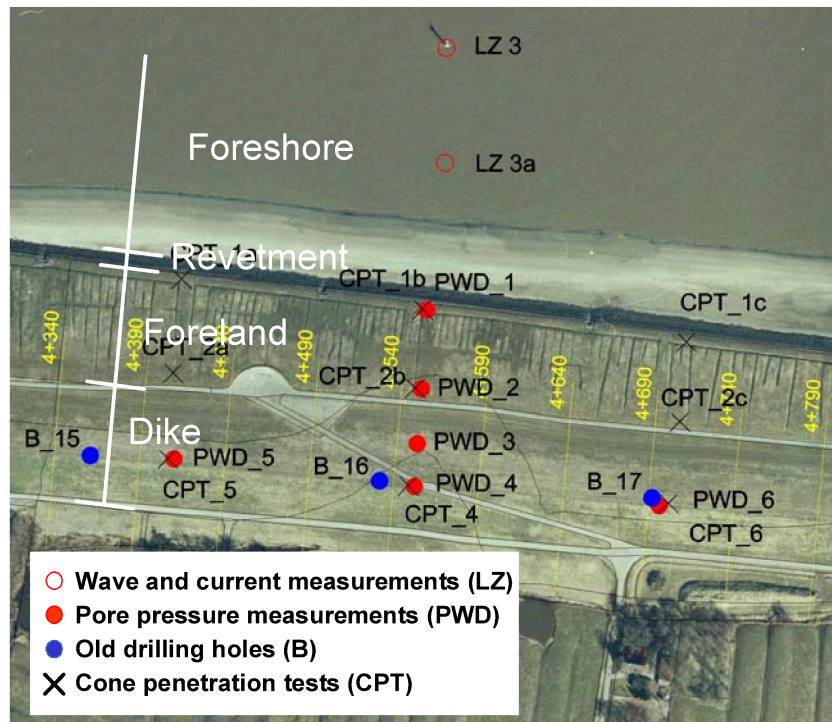 LZ 3
Foreshore
LZ 3a
CPT_1a
Revetment
CPT_1b PWD_1
CPT_1c
Foreland
4+340
4+390
4+490
4+540
4+590
4+640
4+690
4+790
CPT_2a
CPT_2b PWD_2
CPT_2c
Dike
B_15
PWD_5
CPT_5
B_16
PWD_3
PWD_4
CPT_4
B_17
PWD_6
CPT_6
Wave and current measurements (LZ)
Pore pressure measurements (PWD)
Old drilling holes (B)
Cone penetration tests (CPT)